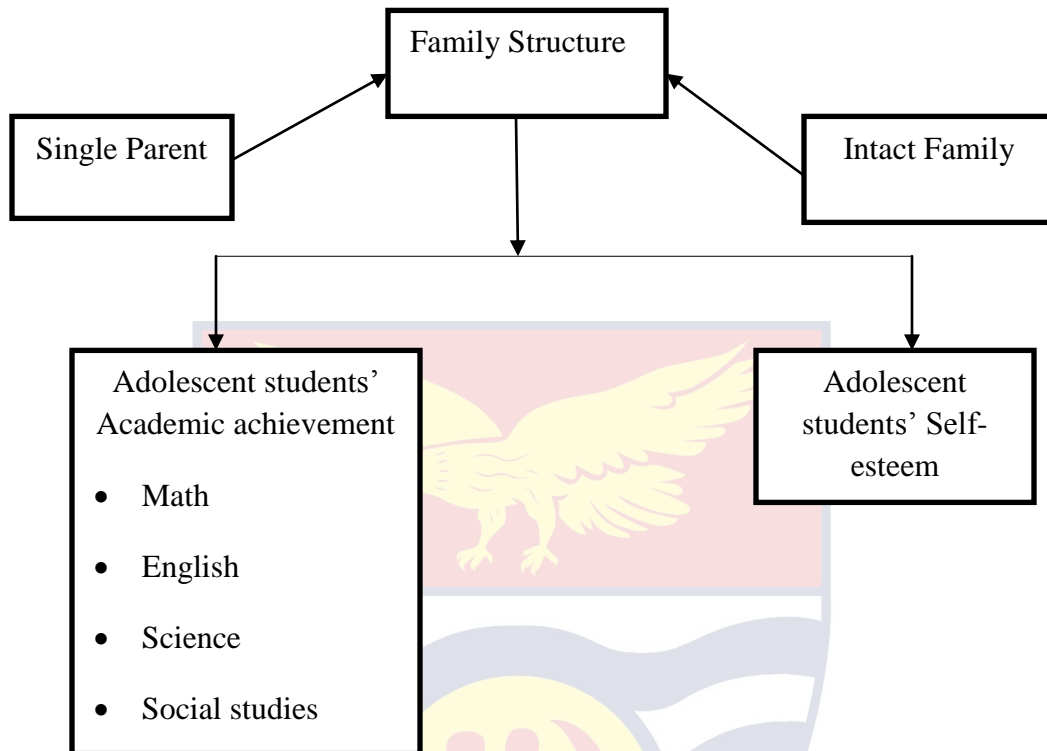 Family Structure
Single Parent
Intact Family
Adolescent students’
Academic achievement
• Math
• English
• Science
• Social studies
Adolescent
students’ Self-
esteem